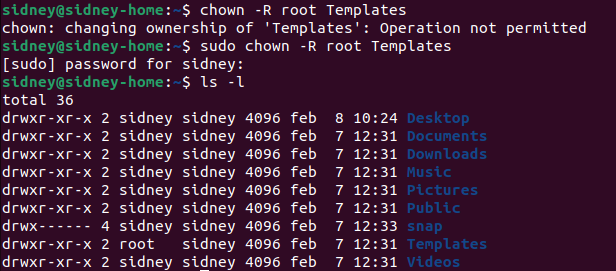 sidney@sidney-home:~$ chown -R root Templates
chown: changing ownership of 'Templates': Operation not permitted
sidney@sidney-home:~$ sudo chown -R root Templates
[sudo] password for sidney:
sidney@sidney-home:~$ ls -l
total 36
drwxr-xr-x 2 sidney sidney 4096 feb  8 10:24 Desktop
drwxr-xr-x 2 sidney sidney 4096 feb  7 12:31 Documents
drwxr-xr-x 2 sidney sidney 4096 feb  7 12:31 Downloads
drwxr-xr-x 2 sidney sidney 4096 feb  7 12:31 Music
drwxr-xr-x 2 sidney sidney 4096 feb  7 12:31 Pictures
drwxr-xr-x 2 sidney sidney 4096 feb  7 12:31 Public
drwx------ 4 sidney sidney 4096 feb  7 12:33 snap
drwxr-xr-x 2 root   sidney 4096 feb  7 12:31 Templates
drwxr-xr-x 2 sidney sidney 4096 feb  7 12:31 Videos